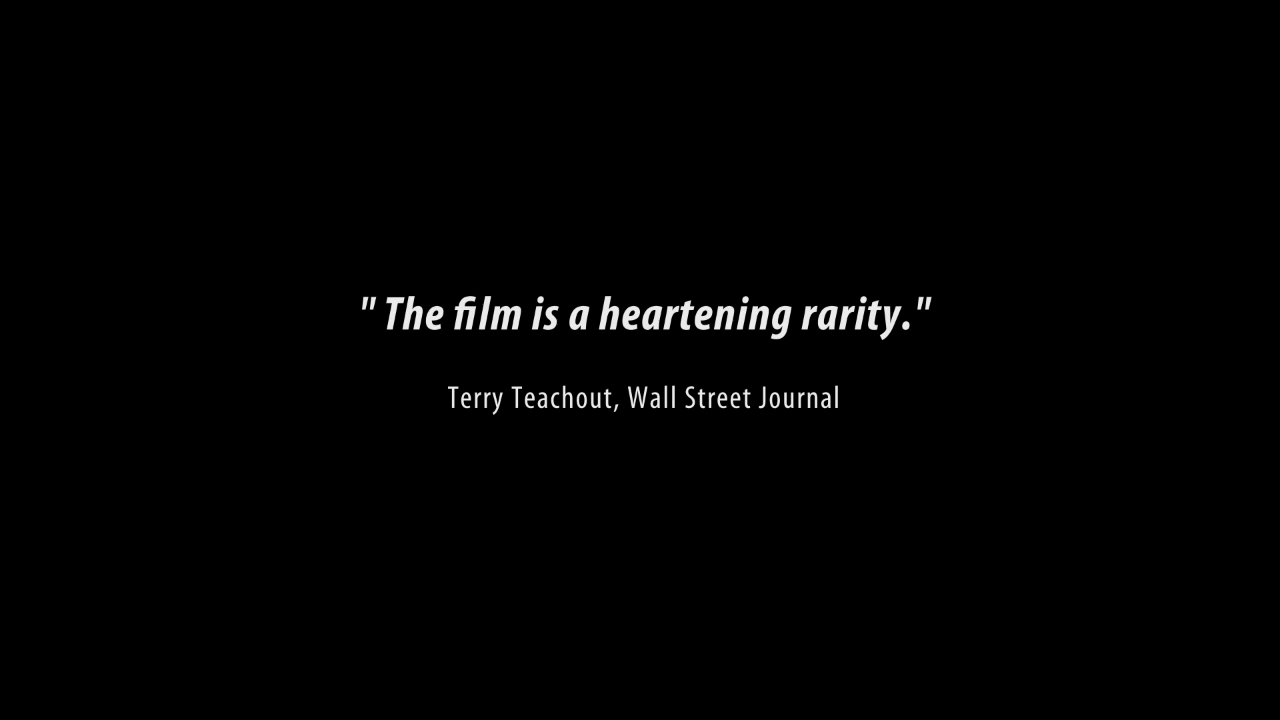 " The film is a heartening rarity."
Terry Teachout, Wall Street Journal